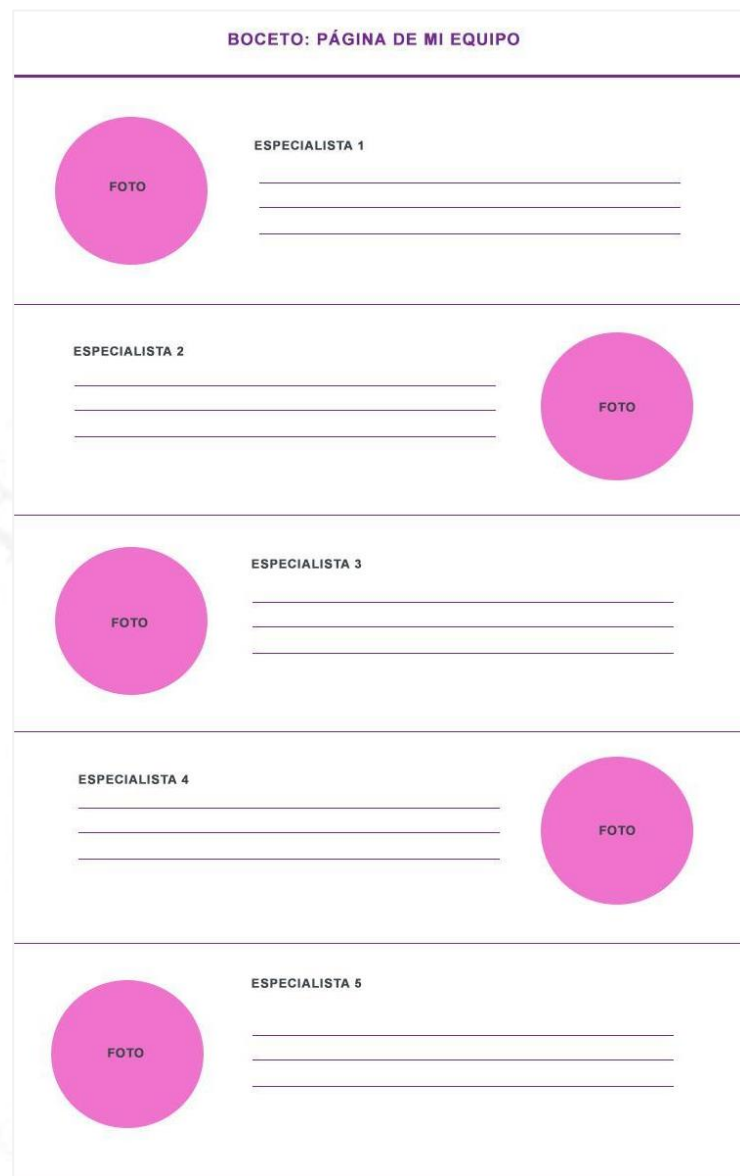 BOCETO: PÁGINA DE MI EQUIPO
FOTO
ESPECIALISTA 1
ESPECIALISTA 2
FOTO
FOTO
ESPECIALISTA 3
ESPECIALISTA 4
FOTO
FOTO
ESPECIALISTA 5